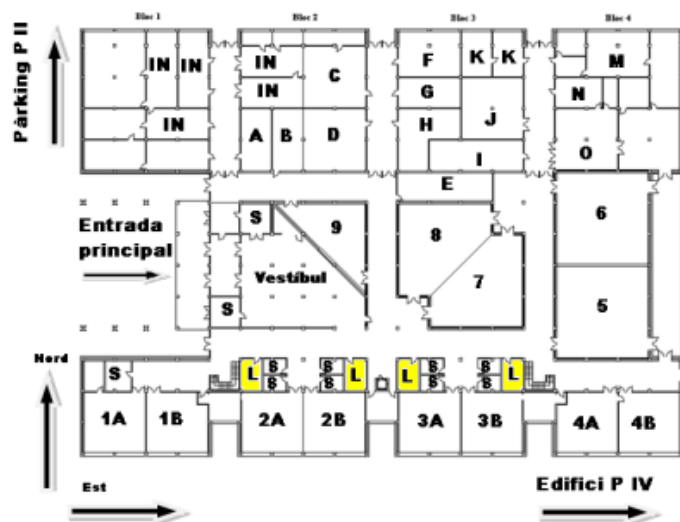 Bloc 1 Bloc 2 Bloc 3 Bloc 4
Pàrking P II
IN IN IN C F K K M
IN G N
IN A B D H J
I O
E
Entrada
principal
S 9 8 6
Vestíbul 7
S 5
Nord
S L S S L L S S L
S S S S
1A 1B 2A 2B 3A 3B 4A 4B
Est
Edifici P IV